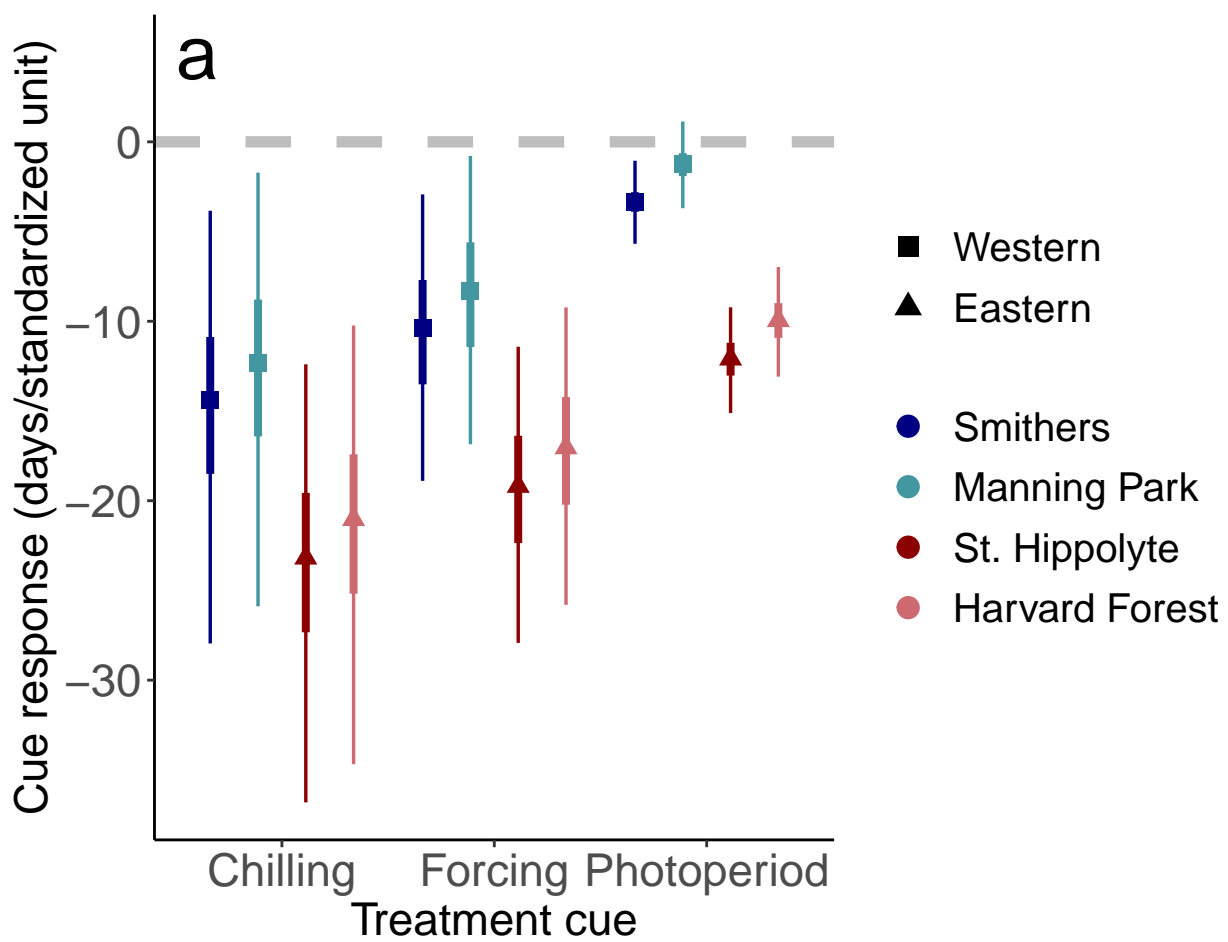 a
Cue response (days/standardized unit)
0
−10
−20
−30
Chilling Forcing Photoperiod
Treatment cue
Western
Eastern
Smithers
Manning Park
St. Hippolyte
Harvard Forest